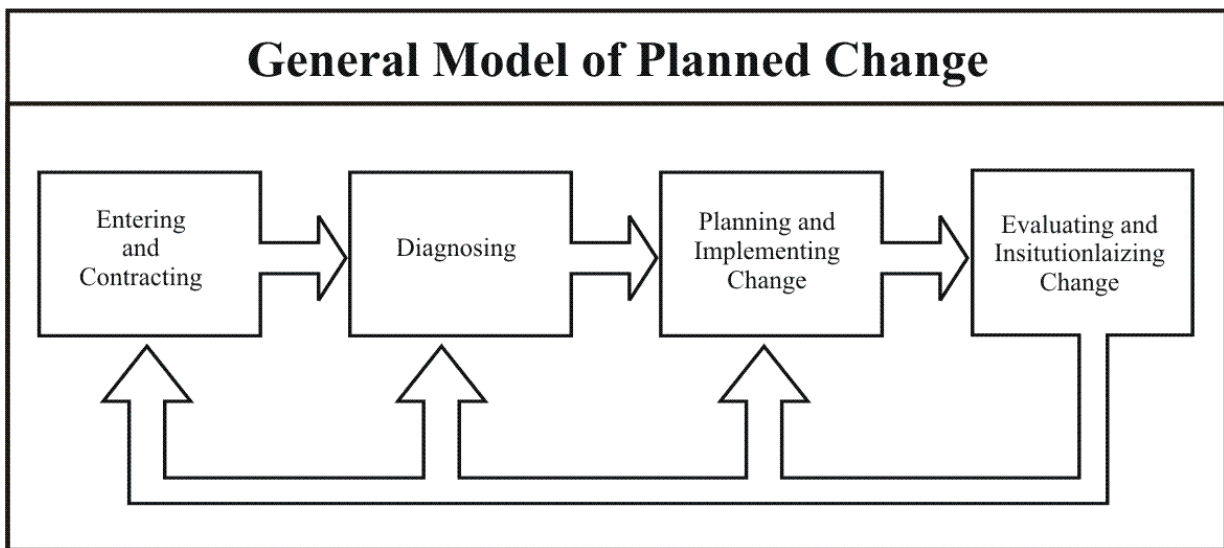 General Model of Planned Change
Entering
and
Contracting
Diagnosing
Planning and
Implementing
Change
Evaluating and
Insitutionlaizing
Change